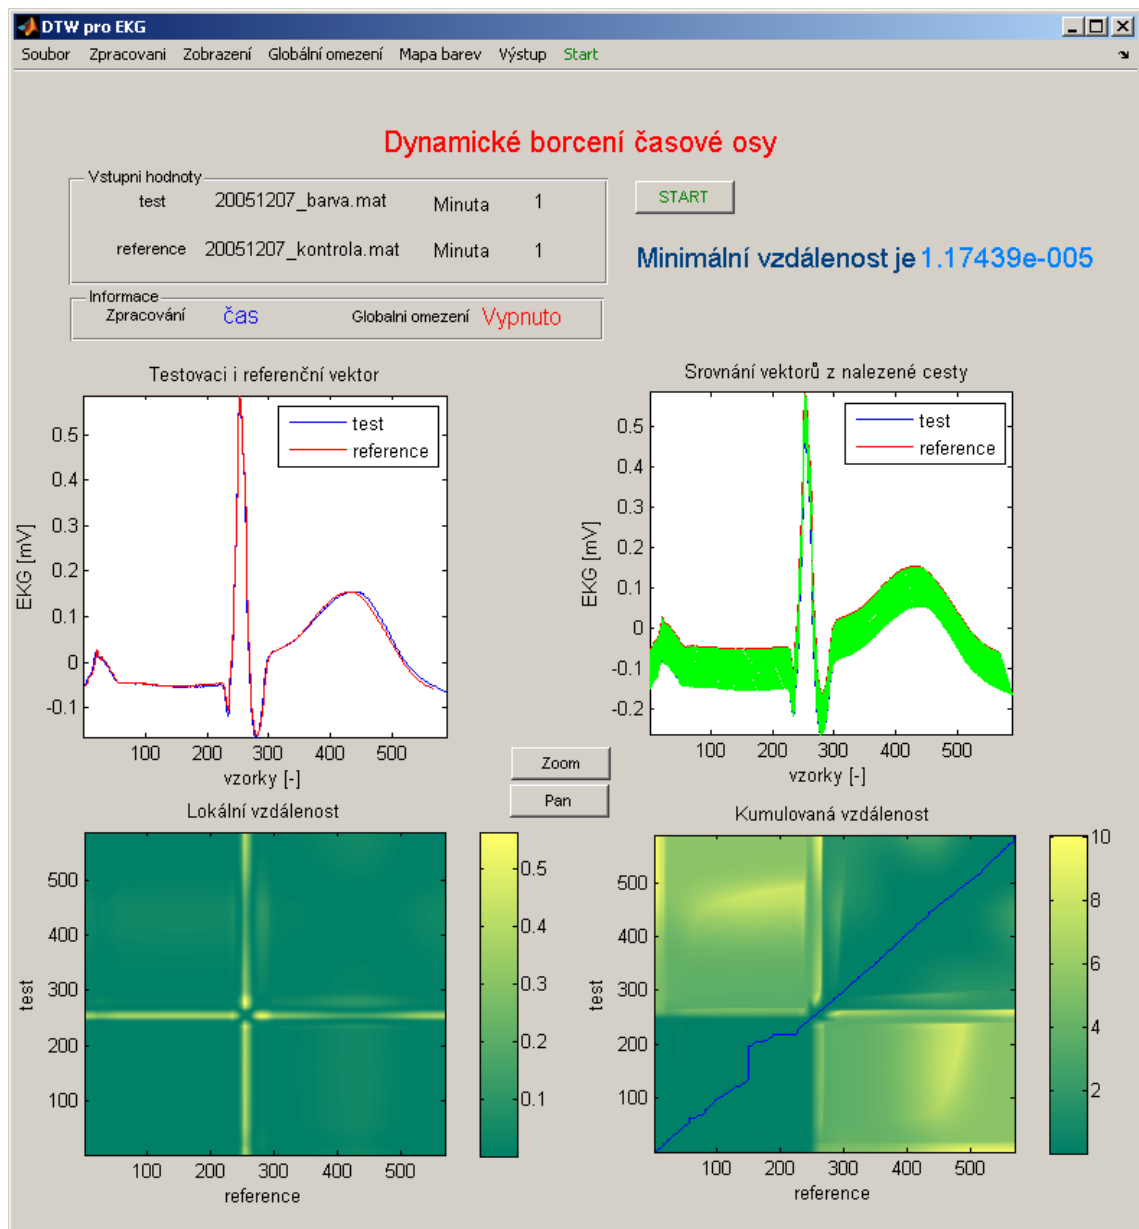 DTW pro EKG
Soubor Zpracovani Zobrazení Globální omezení Mapa barev Výstup Start
Dynamické borcení časové osy
Vstupni hodnoty
test 20051207_barva.mat Minuta 1
reference 20051207_kontrola.mat Minuta 1
START
Minimální vzdálenost je 1.17439e-005
Informace
Zpracování čas Globalni omezení Vypnuto
Testovaci i referenční vektor
test
reference
EKG [mV]
0.5
0.4
0.3
0.2
0.1
0
-0.1
100 200 300 400 500
vzorky [-]
Srovnání vektorů z nalezené cesty
test
reference
EKG [mV]
0.5
0.4
0.3
0.2
0.1
0
-0.1
-0.2
100 200 300 400 500
vzorky [-]
Zoom
Pan
Lokální vzdálenost
test
500
400
300
200
100
100 200 300 400 500
reference
0.5
0.4
0.3
0.2
0.1
Kumulovaná vzdálenost
test
500
400
300
200
100
100 200 300 400 500
reference
10
8
6
4
2